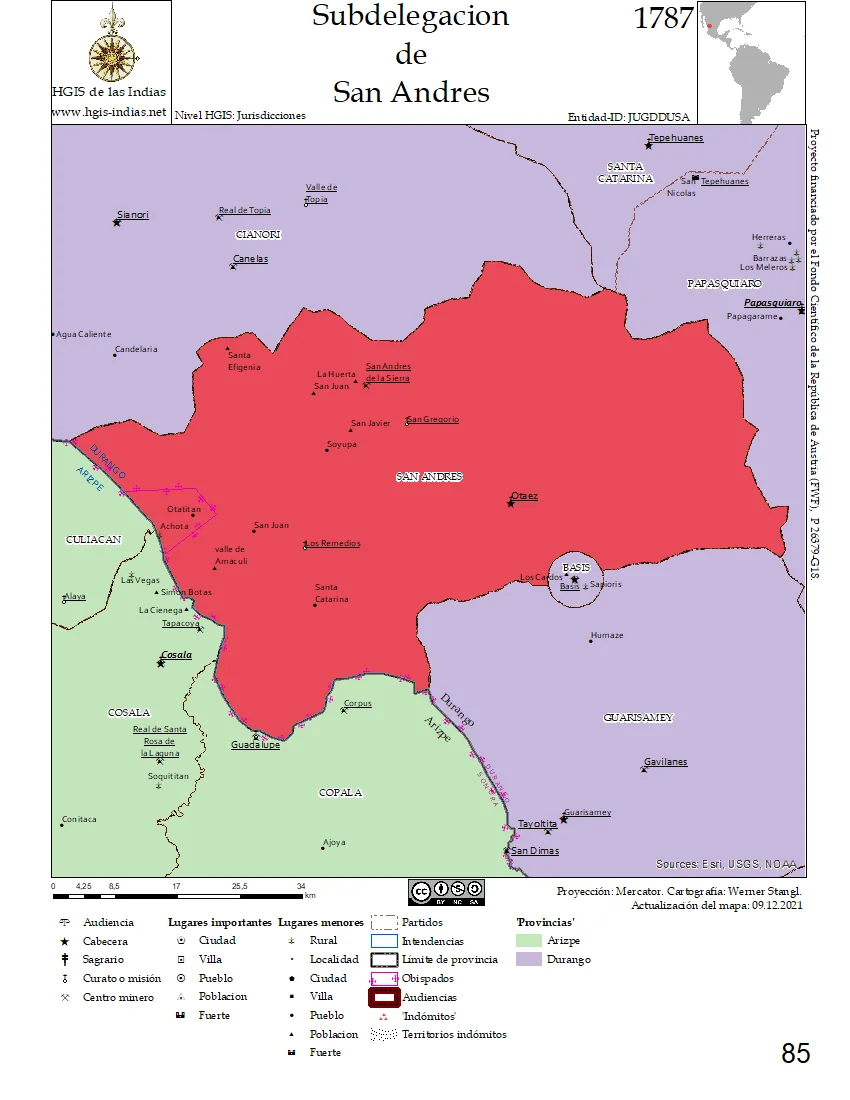 Subdelegacion
de
San Andres
1787
HGIS de las Indias
www.hgis-indias.net
Nivel HGIS: Jurisdicciones
Entidad-ID: JUGDDUSA
Proyecto financiado por el Fondo Científico de la República de Austria (FWF), P 26379-G18.
Tepehuanes
SANTA
CATARINA
San
Nicolas
Tepehuanes
Valle de
Topia
Sianori
Real de Topia
CIANORI
Canelas
Herreras
Barrazas
Los Meleros
PAPASQUIARO
Papasquiaro
Papagarame
Agua Caliente
Candelaria
Santa
Efigenia
La Huerta
San Juan
San Andres
de la Sierra
San Javier
San Gregorio
Soyupa
DURANGO
ARIZPE
SAN ANDRES
Otaez
Otatitan
Achota
San Juan
CULIACAN
valle de
Amaculi
Los Remedios
BASIS
Los Cardos
Basis
Sapioris
Las Vegas
Simon Botas
Alaya
Santa
Catarina
La Cienega
Tapacoya
Humaze
Cosala
COSALA
Corpus
Durango
Arizpe
GUARISAMEY
Real de Santa
Rosa de
la Laguna
Guadalupe
Soquititan
Gavilanes
DURANGO
SONORA
COPALA
Conitaca
Guarisamey
Tayoltita
Ajoya
San Dimas
Sources: Esri, USGS, NOAA
0 4,25 8,5 17 25,5 34
km
CC BY NC SA
Proyección: Mercator. Cartografía: Werner Stangl.
Actualización del mapa: 09.12.2021
Audiencia
Cabecera
Sagrario
Curato o misión
Centro minero
Lugares importantes
Ciudad
Villa
Pueblo
Poblacion
Fuerte
Lugares menores
Rural
Localidad
Ciudad
Villa
Pueblo
Poblacion
Fuerte
Partidos
Intendencias
Límite de provincia
Obispados
Audiencias
'Indómitos'
Territorios indómitos
'Provincias'
Arizpe
Durango
85